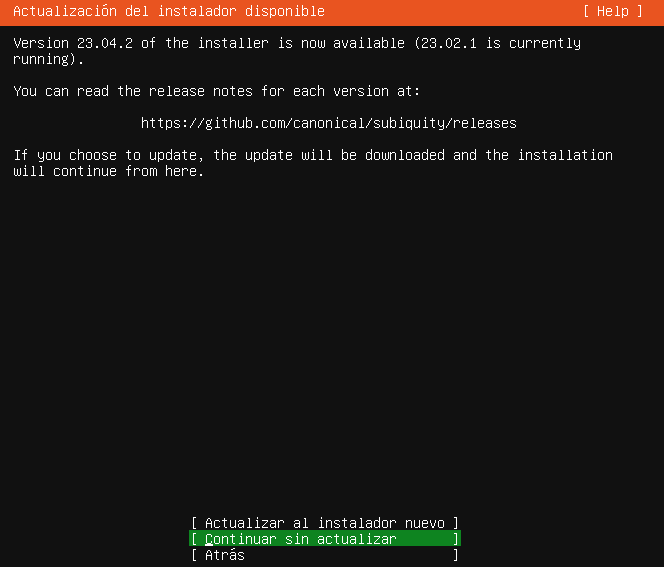 Actualización del instalador disponible [ Help ]
Version 23.04.2 of the installer is now available (23.02.1 is currently
running).
You can read the release notes for each version at:
https://github.com/canonical/subiquity/releases
If you choose to update, the update will be downloaded and the installation
will continue from here.
[ Actualizar al instalador nuevo ]
[ Continuar sin actualizar ]
[ Atrás ]